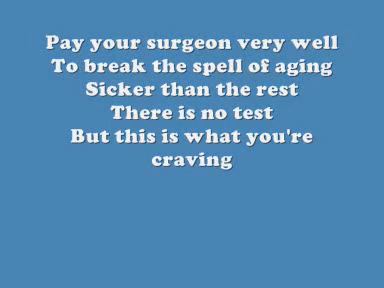 Pay your surgeon very well
To break the spell of aging
Sicker than the rest
There is no test
But this is what you're
craving